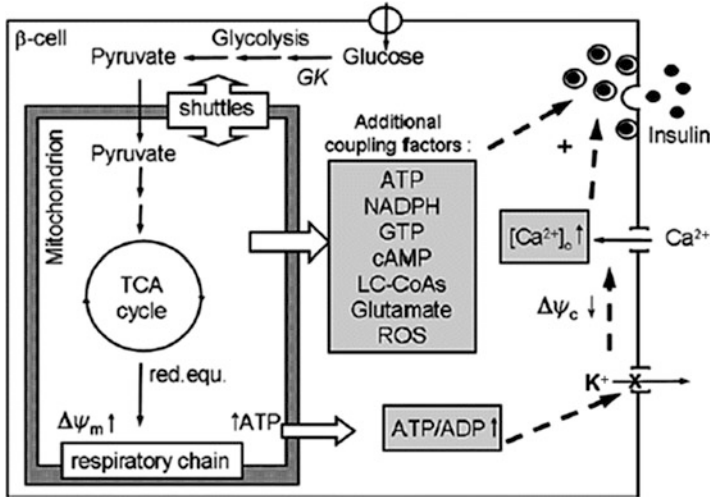 β-cell
Glycolysis
Pyruvate
GK
Glucose
shuttles
Mitochondrion
Pyruvate
TCA
cycle
red.equ.
Δψm ↑
↑ATP
respiratory chain
Additional
coupling factors :
ATP
NADPH
GTP
cAMP
LC-CoAs
Glutamate
ROS
ATP/ADP ↑
+
Insulin
[Ca²⁺]c ↑
Ca²⁺
Δψc ↓
K⁺
x